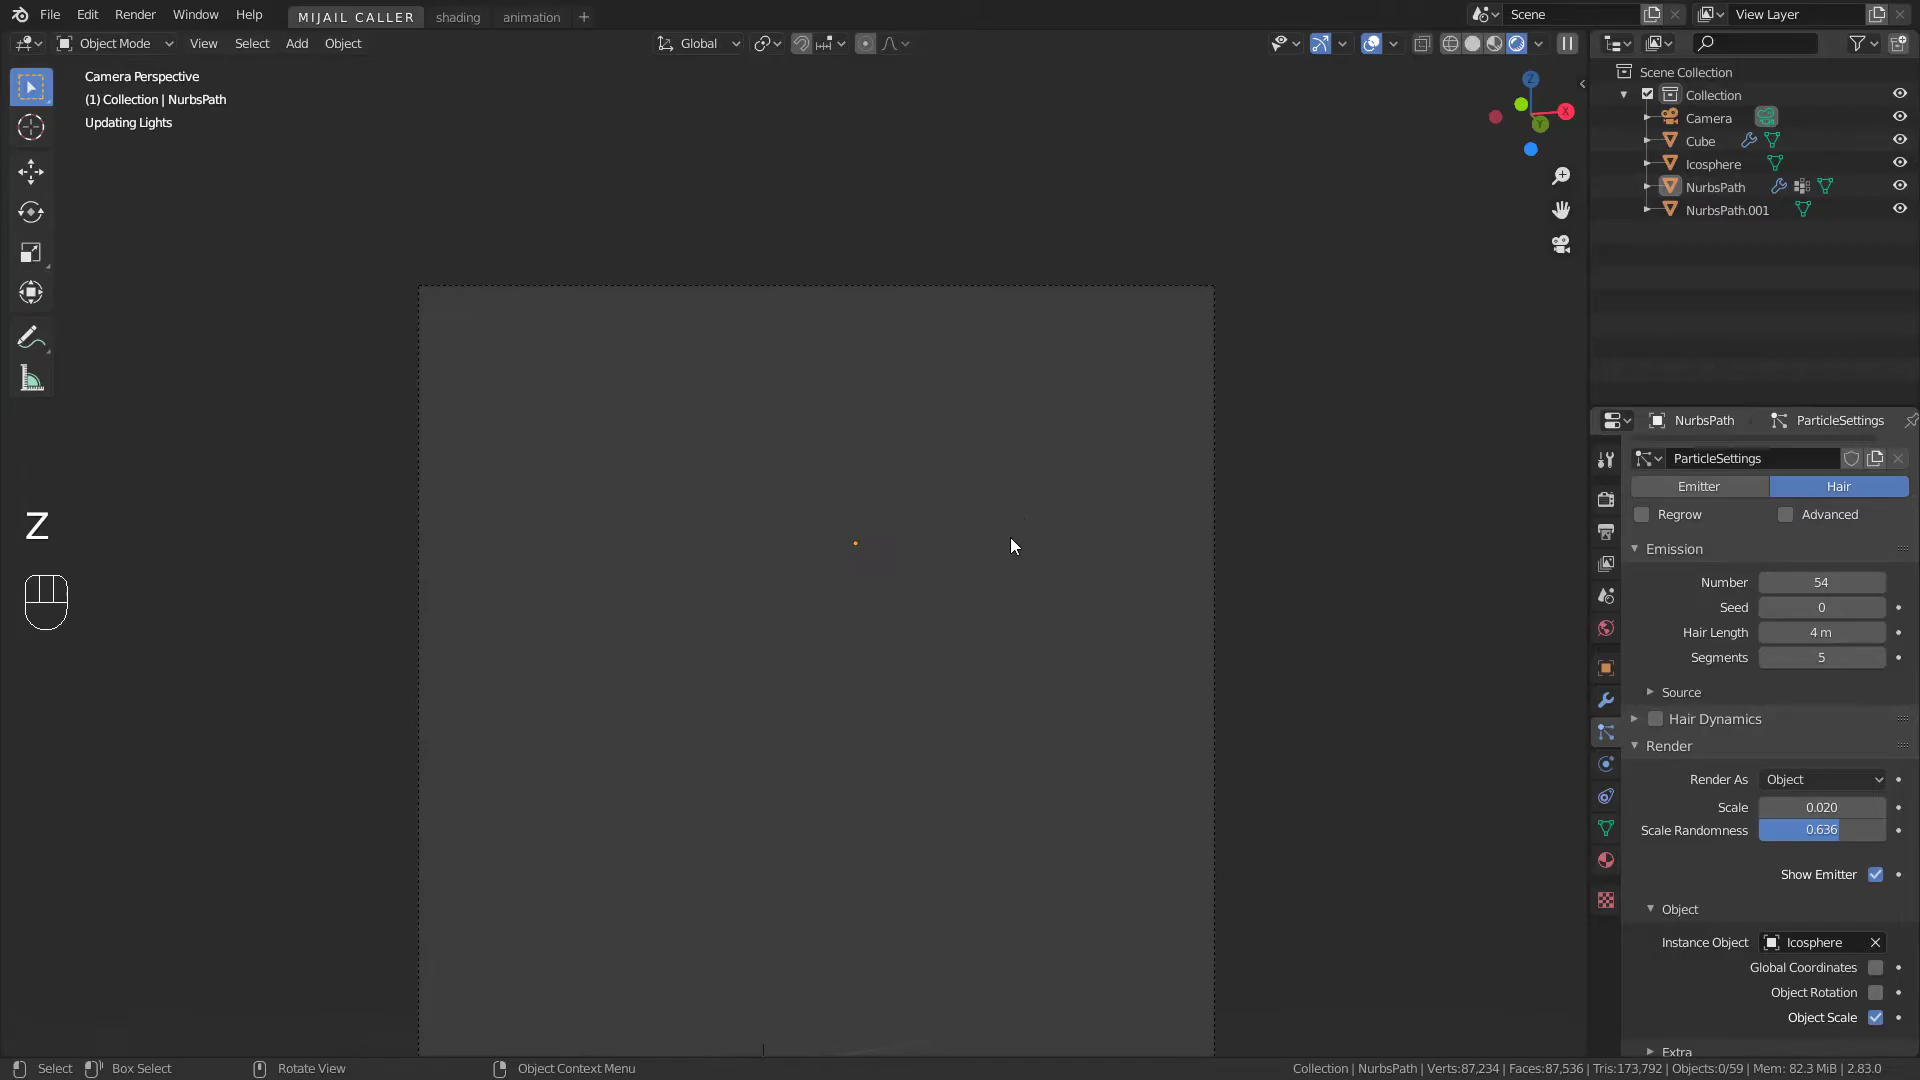 File Edit Render Window Help MIJAIL CALLER shading animation Scene View Layer
Object Mode View Select Add Object Global
Camera Perspective
(1) Collection | NurbsPath
Updating Lights
Z
X
Y
Z
Scene Collection
Collection
Camera
Cube
Icosphere
NurbsPath
NurbsPath.001
NurbsPath ParticleSettings
ParticleSettings
Emitter Hair
Regrow Advanced
Emission
Number 54
Seed 0
Hair Length 4 m
Segments 5
Source
Hair Dynamics
Render
Render As Object
Scale 0.020
Scale Randomness 0.636
Show Emitter
Object
Instance Object Icosphere
Global Coordinates
Object Rotation
Object Scale
Extra
Select Box Select Rotate View Object Context Menu Collection | NurbsPath | Verts:87,234 | Faces:87,536 | Tris:173,792 | Objects:0/59 | Mem: 82.3 MiB | 2.83.0